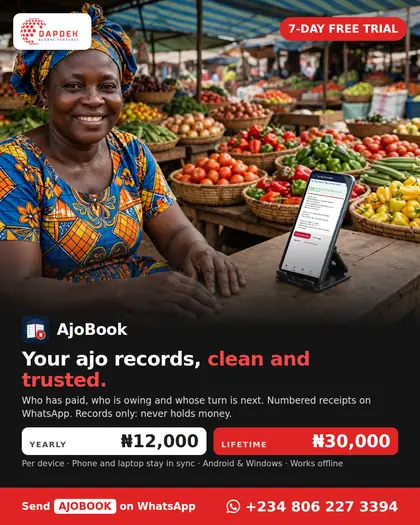 DAPDEK
GLOBAL VENTURES
7-DAY FREE TRIAL
AjoBook
Your ajo records, clean and
trusted.
Who has paid, who is owing and whose turn is next. Numbered receipts on
WhatsApp. Records only: never holds money.
YEARLY ₦12,000
LIFETIME ₦30,000
Per device · Phone and laptop stay in sync · Android & Windows · Works offline
Send AJOBOOK on WhatsApp
+234 806 227 3394